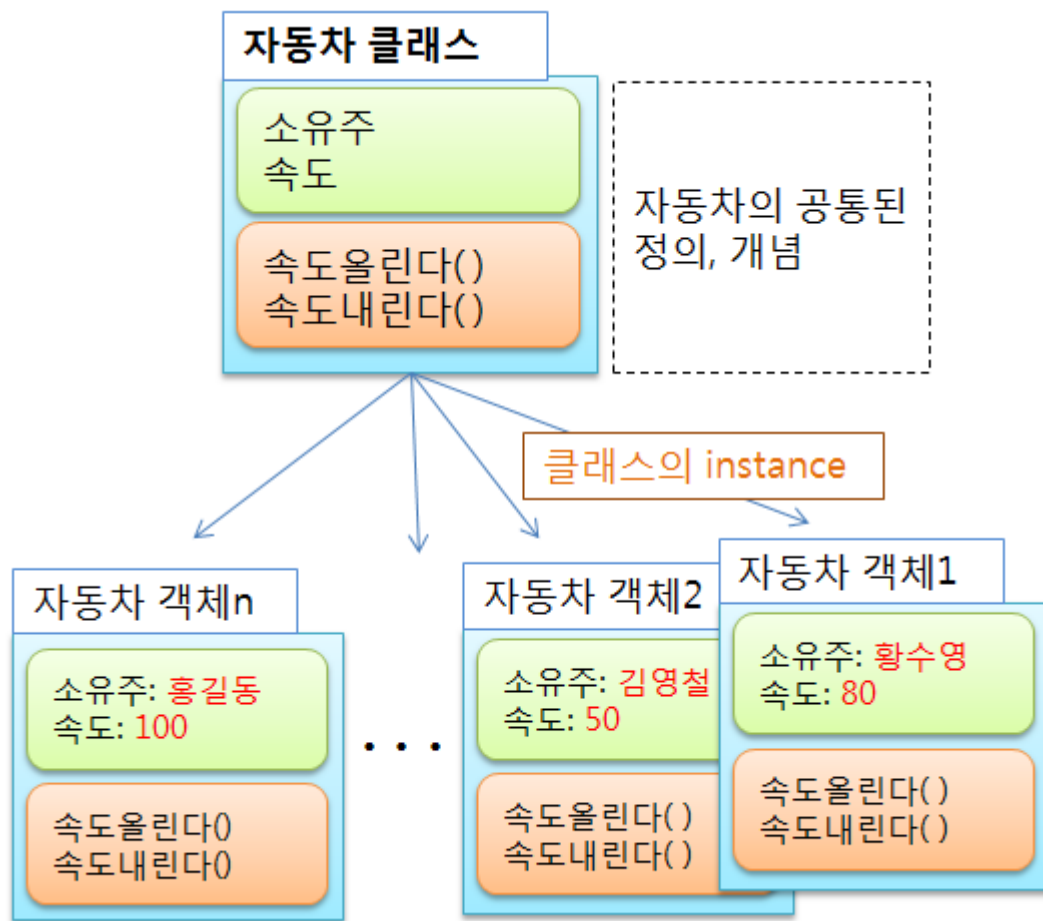 자동차 클래스
소유주
속도
속도올린다( )
속도내린다( )
자동차의 공통된
정의, 개념
클래스의 instance
자동차 객체n
소유주: 홍길동
속도: 100
속도올린다()
속도내린다()
. . .
자동차 객체2
소유주: 김영철
속도: 50
속도올린다( )
속도내린다( )
자동차 객체1
소유주: 황수영
속도: 80
속도올린다( )
속도내린다( )